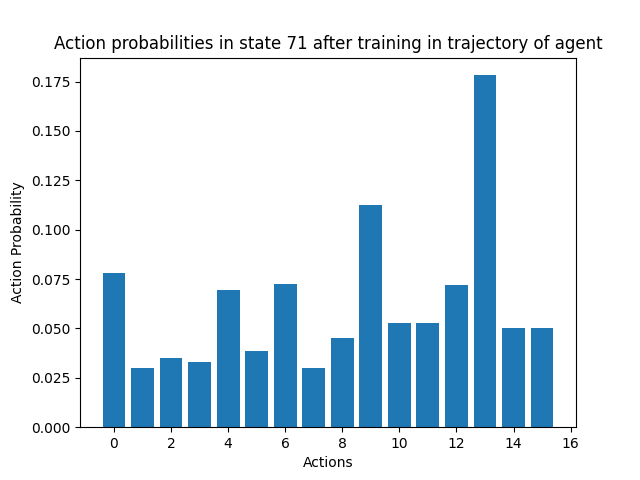 Action probabilities in state 71 after training in trajectory of agent
0.175
0.150
0.125
0.100
0.075
0.050
0.025
0.000
Action Probability
0 2 4 6 8 10 12 14 16
Actions